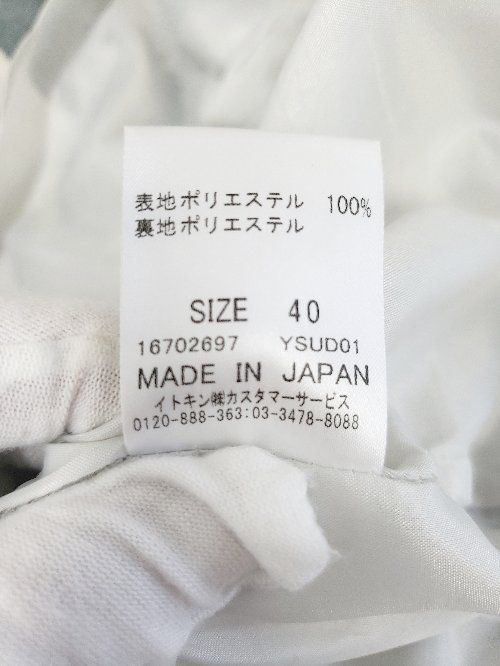 表地ポリエステル 100%
裏地ポリエステル
SIZE 40
16702697 YSUD01
MADE IN JAPAN
イトキン㈱カスタマーサービス
0120-888-363:03-3478-8088